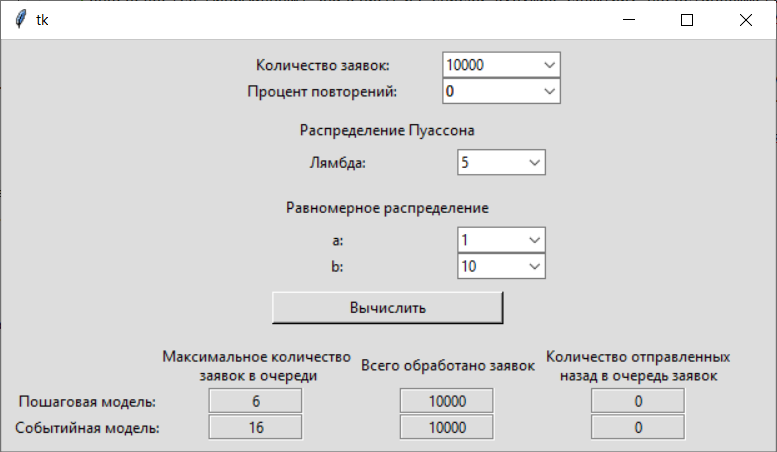 tk
Количество заявок: 10000
Процент повторений: 0
Распределение Пуассона
Лямбда: 5
Равномерное распределение
a: 1
b: 10
Вычислить
Максимальное количество
заявок в очереди
Всего обработано заявок
Количество отправленных
назад в очередь заявок
Пошаговая модель: 6 10000 0
Событийная модель: 16 10000 0